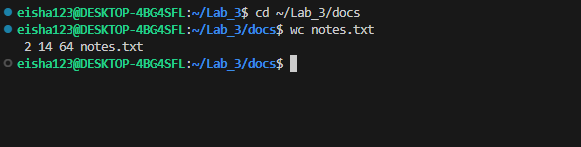 eisha123@DESKTOP-4BG4SFL:~/Lab_3$ cd ~/Lab_3/docs
eisha123@DESKTOP-4BG4SFL:~/Lab_3/docs$ wc notes.txt
 2 14 64 notes.txt
eisha123@DESKTOP-4BG4SFL:~/Lab_3/docs$